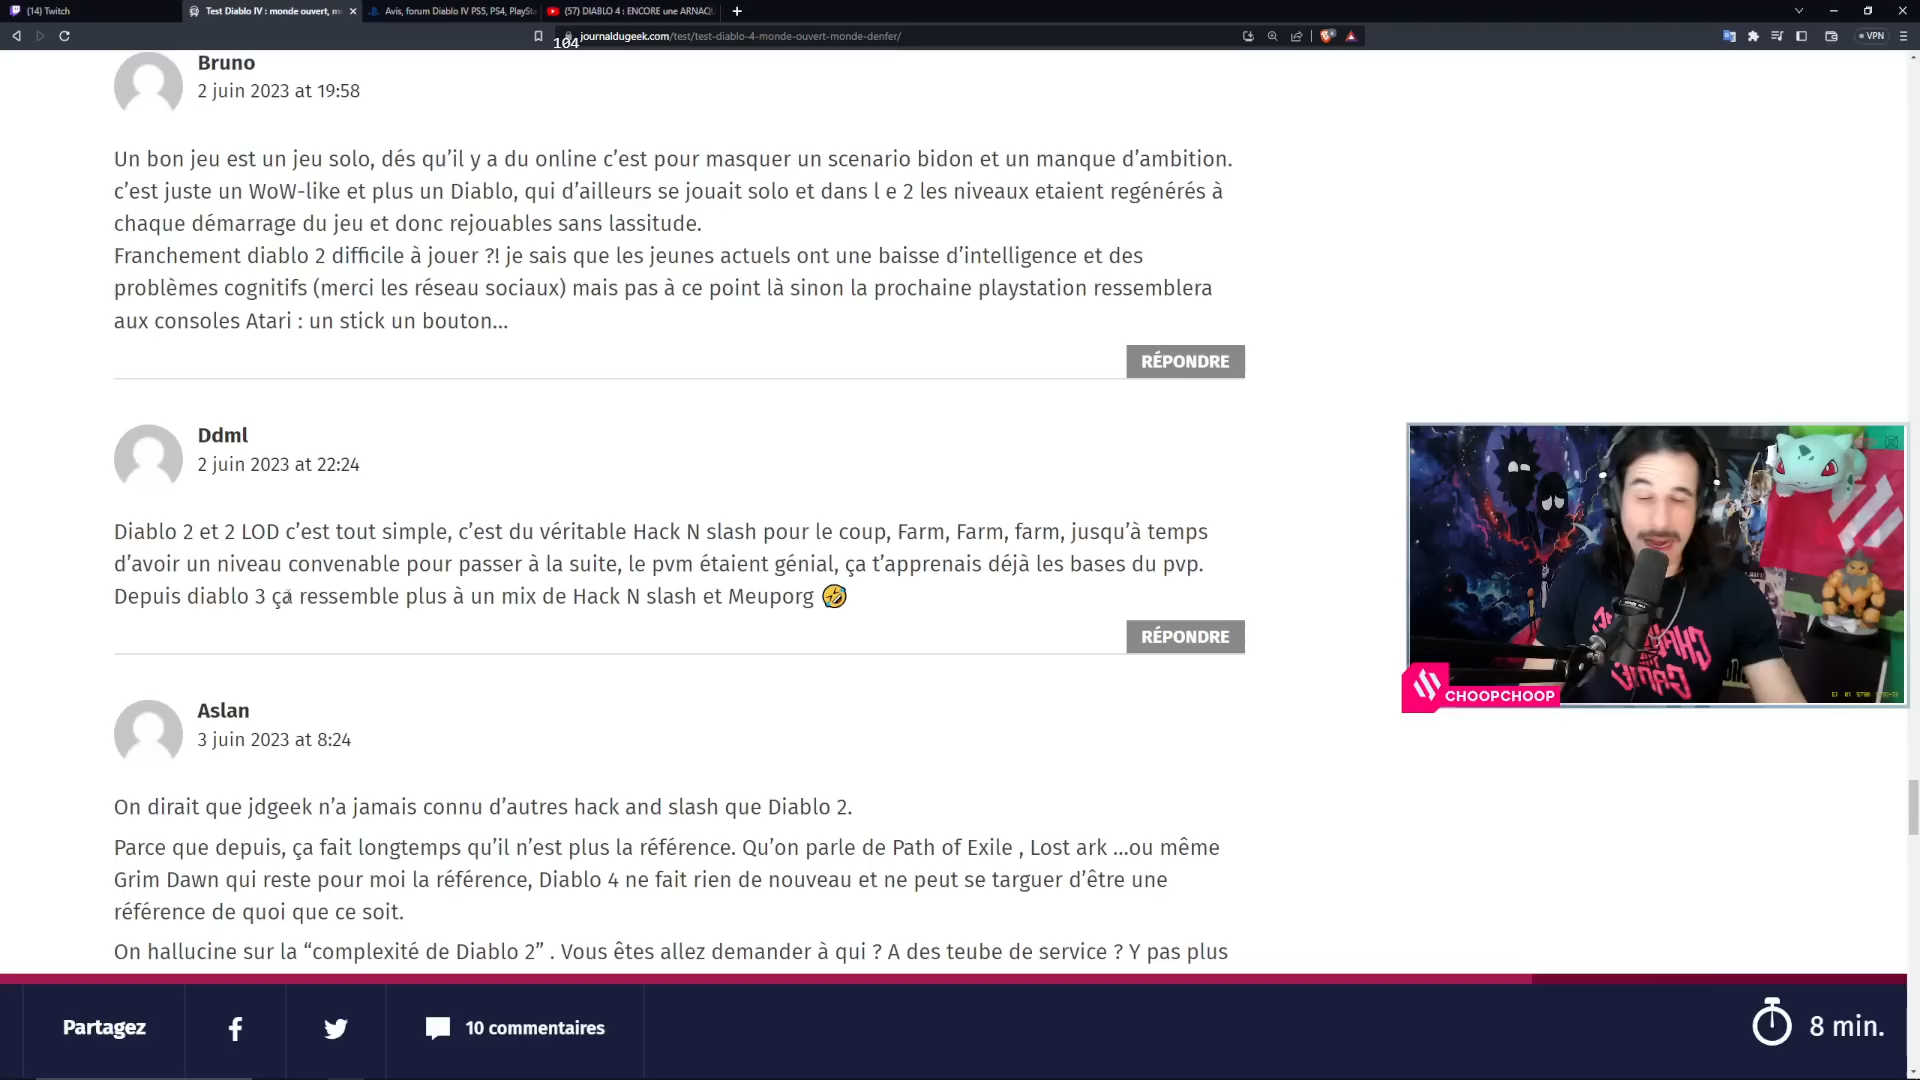 (14) Twitch
Test Diablo IV : monde ouvert, m
Avis, forum Diablo IV PS5, PS4, PlaySta
(57) DIABLO 4 : ENCORE une ARNAQU
104
journaldugeek.com/test/test-diablo-4-monde-ouvert-monde-denfer/
VPN
Bruno
2 juin 2023 at 19:58
Un bon jeu est un jeu solo, dés qu’il y a du online c’est pour masquer un scenario bidon et un manque d’ambition.
c’est juste un WoW-like et plus un Diablo, qui d’ailleurs se jouait solo et dans l e 2 les niveaux etaient regénérés à
chaque démarrage du jeu et donc rejouables sans lassitude.
Franchement diablo 2 difficile à jouer ?! je sais que les jeunes actuels ont une baisse d’intelligence et des
problèmes cognitifs (merci les réseau sociaux) mais pas à ce point là sinon la prochaine playstation ressemblera
aux consoles Atari : un stick un bouton…
RÉPONDRE
Ddml
2 juin 2023 at 22:24
Diablo 2 et 2 LOD c’est tout simple, c’est du véritable Hack N slash pour le coup, Farm, Farm, farm, jusqu’à temps
d’avoir un niveau convenable pour passer à la suite, le pvm étaient génial, ça t’apprenais déjà les bases du pvp.
Depuis diablo 3 ça ressemble plus à un mix de Hack N slash et Meuporg 🤣
RÉPONDRE
CHOOPCHOOP
Aslan
3 juin 2023 at 8:24
On dirait que jdgeek n’a jamais connu d’autres hack and slash que Diablo 2.
Parce que depuis, ça fait longtemps qu’il n’est plus la référence. Qu’on parle de Path of Exile , Lost ark …ou même
Grim Dawn qui reste pour moi la référence, Diablo 4 ne fait rien de nouveau et ne peut se targuer d’être une
référence de quoi que ce soit.
On hallucine sur la “complexité de Diablo 2” . Vous êtes allez demander à qui ? A des teube de service ? Y pas plus
Partagez
10 commentaires
8 min.